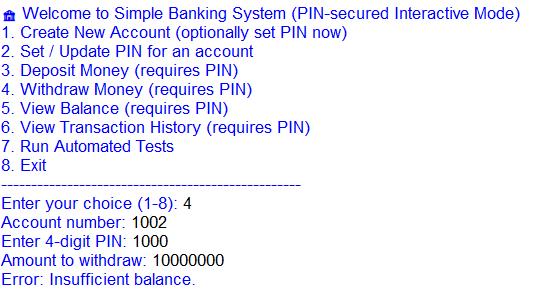 🏠 Welcome to Simple Banking System (PIN-secured Interactive Mode)
1. Create New Account (optionally set PIN now)
2. Set / Update PIN for an account
3. Deposit Money (requires PIN)
4. Withdraw Money (requires PIN)
5. View Balance (requires PIN)
6. View Transaction History (requires PIN)
7. Run Automated Tests
8. Exit
--------------------------------------------------
Enter your choice (1-8): 4
Account number: 1002
Enter 4-digit PIN: 1000
Amount to withdraw: 10000000
Error: Insufficient balance.